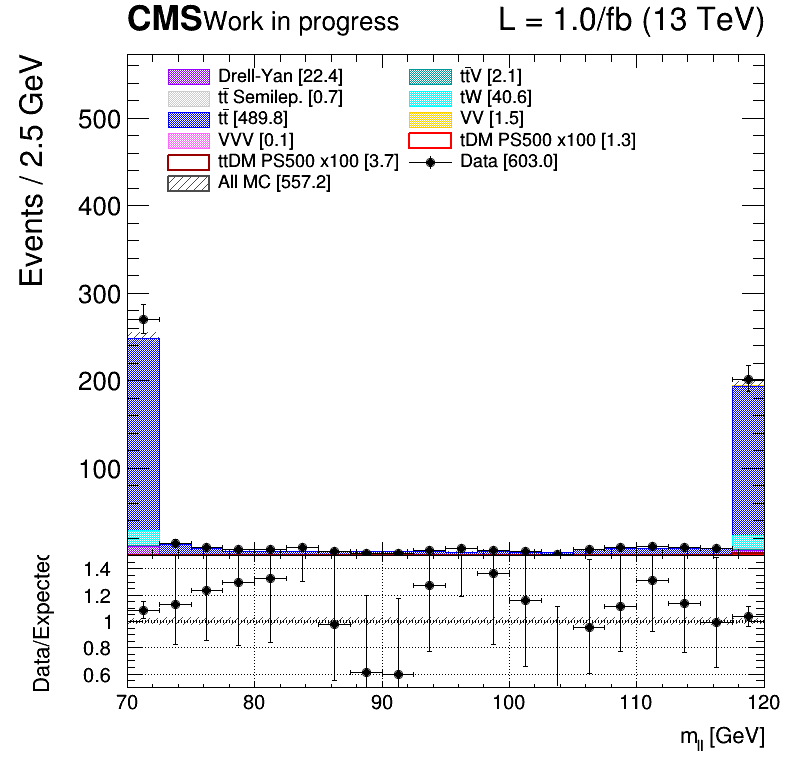 CMS Work in progress L = 1.0/fb (13 TeV)
Events / 2.5 GeV
Drell-Yan [22.4] tt̄V [2.1]
tt̄ Semilep. [0.7] tW [40.6]
tt̄ [489.8] VV [1.5]
VVV [0.1] tDM PS500 x100 [1.3]
ttDM PS500 x100 [3.7] Data [603.0]
All MC [557.2]
500
400
300
200
100
Data/Expected
1.4
1.2
1
0.6
0.8
70 80 90 100 110 120
m_ll [GeV]